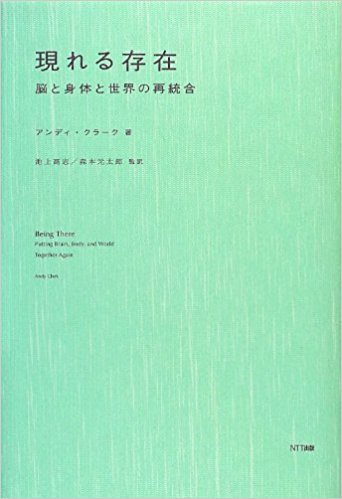 現れる存在
脳と身体と世界の再統合
アンディ・クラーク 著
池上高志/森本元太郎 監訳
Being There
Putting Brain, Body, and World
Together Again
Andy Clark
NTT出版